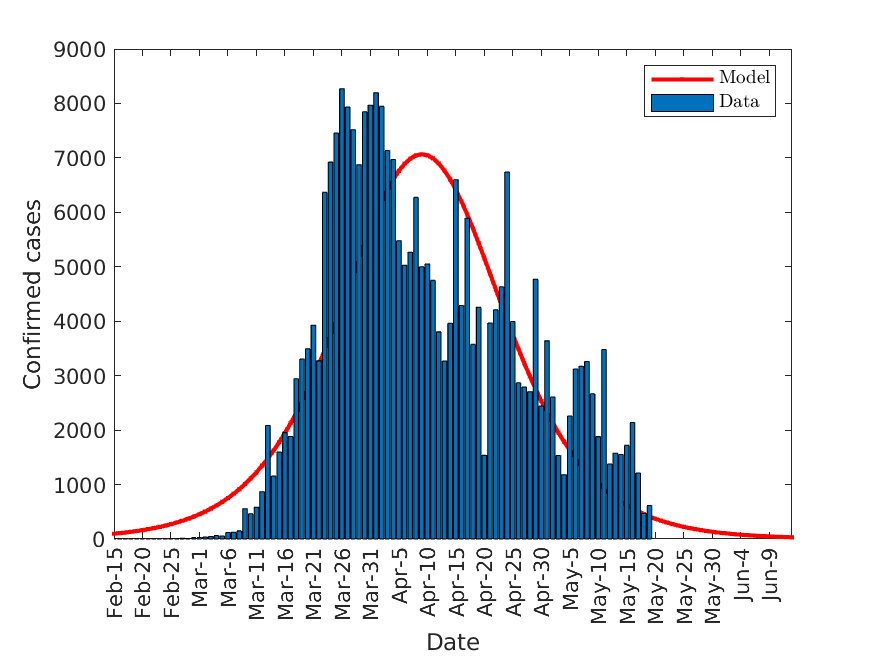 9000
8000
7000
6000
5000
4000
3000
2000
1000
0
Confirmed cases
Model
Data
Feb-15
Feb-20
Feb-25
Mar-1
Mar-6
Mar-11
Mar-16
Mar-21
Mar-26
Mar-31
Apr-5
Apr-10
Apr-15
Apr-20
Apr-25
Apr-30
May-5
May-10
May-15
May-20
May-25
May-30
Jun-4
Jun-9
Date